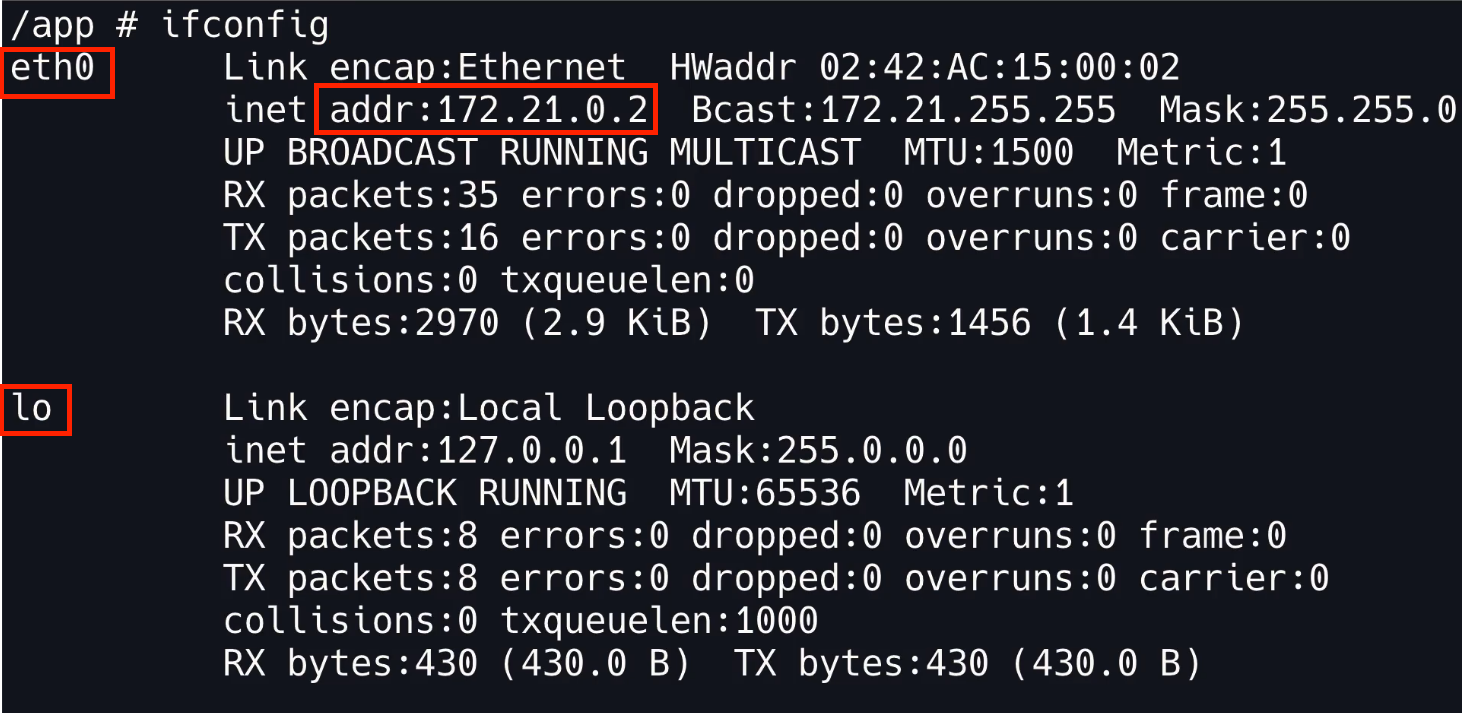 /app # ifconfig
eth0      Link encap:Ethernet  HWaddr 02:42:AC:15:00:02
          inet addr:172.21.0.2  Bcast:172.21.255.255  Mask:255.255.0
          UP BROADCAST RUNNING MULTICAST  MTU:1500  Metric:1
          RX packets:35 errors:0 dropped:0 overruns:0 frame:0
          TX packets:16 errors:0 dropped:0 overruns:0 carrier:0
          collisions:0 txqueuelen:0
          RX bytes:2970 (2.9 KiB)  TX bytes:1456 (1.4 KiB)
lo        Link encap:Local Loopback
          inet addr:127.0.0.1  Mask:255.0.0.0
          UP LOOPBACK RUNNING  MTU:65536  Metric:1
          RX packets:8 errors:0 dropped:0 overruns:0 frame:0
          TX packets:8 errors:0 dropped:0 overruns:0 carrier:0
          collisions:0 txqueuelen:1000
          RX bytes:430 (430.0 B)  TX bytes:430 (430.0 B)